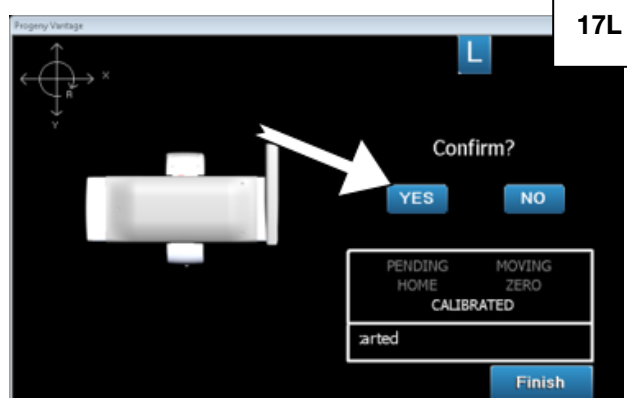 17L
Progeny Vantage
L
X
R
Y
Confirm?
YES NO
PENDING MOVING
HOME ZERO
CALIBRATED
arted
Finish